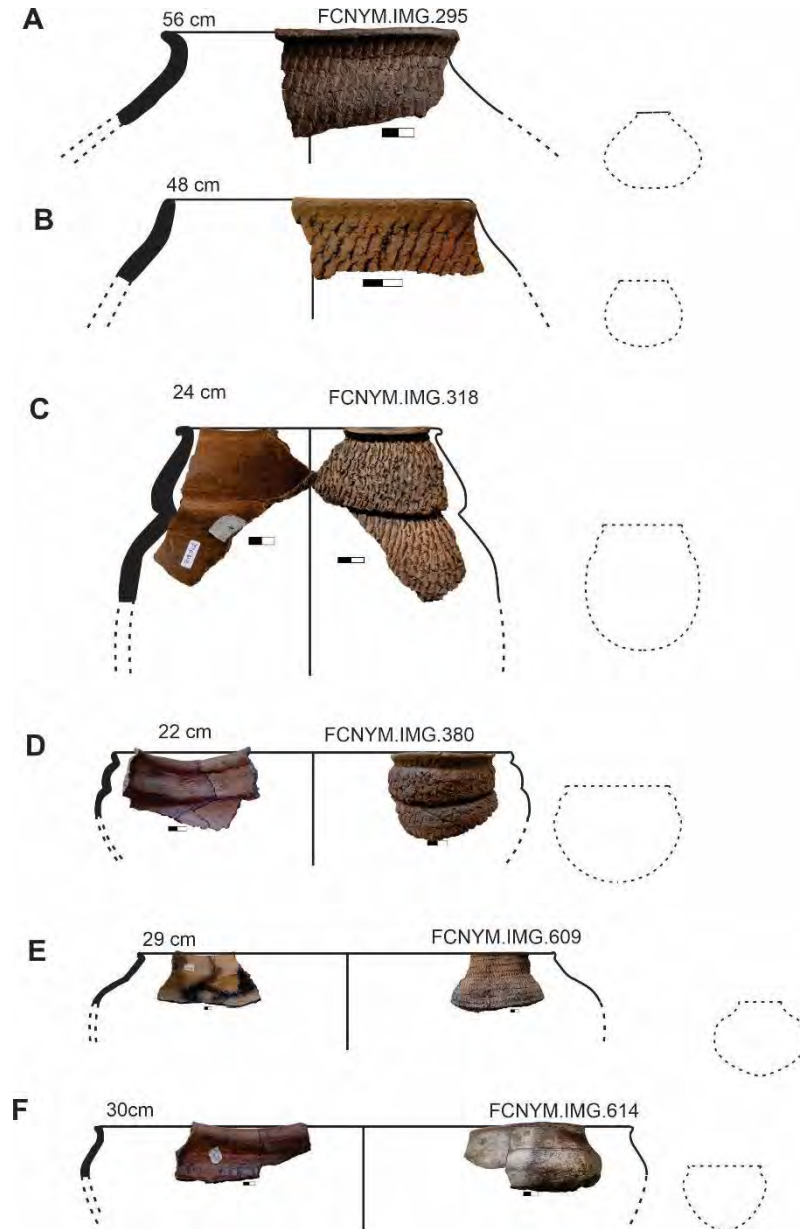 A
56 cm
FCNYM.IMG.295
B
48 cm
C
24 cm
FCNYM.IMG.318
D
22 cm
FCNYM.IMG.380
E
29 cm
FCNYM.IMG.609
F
30cm
FCNYM.IMG.614